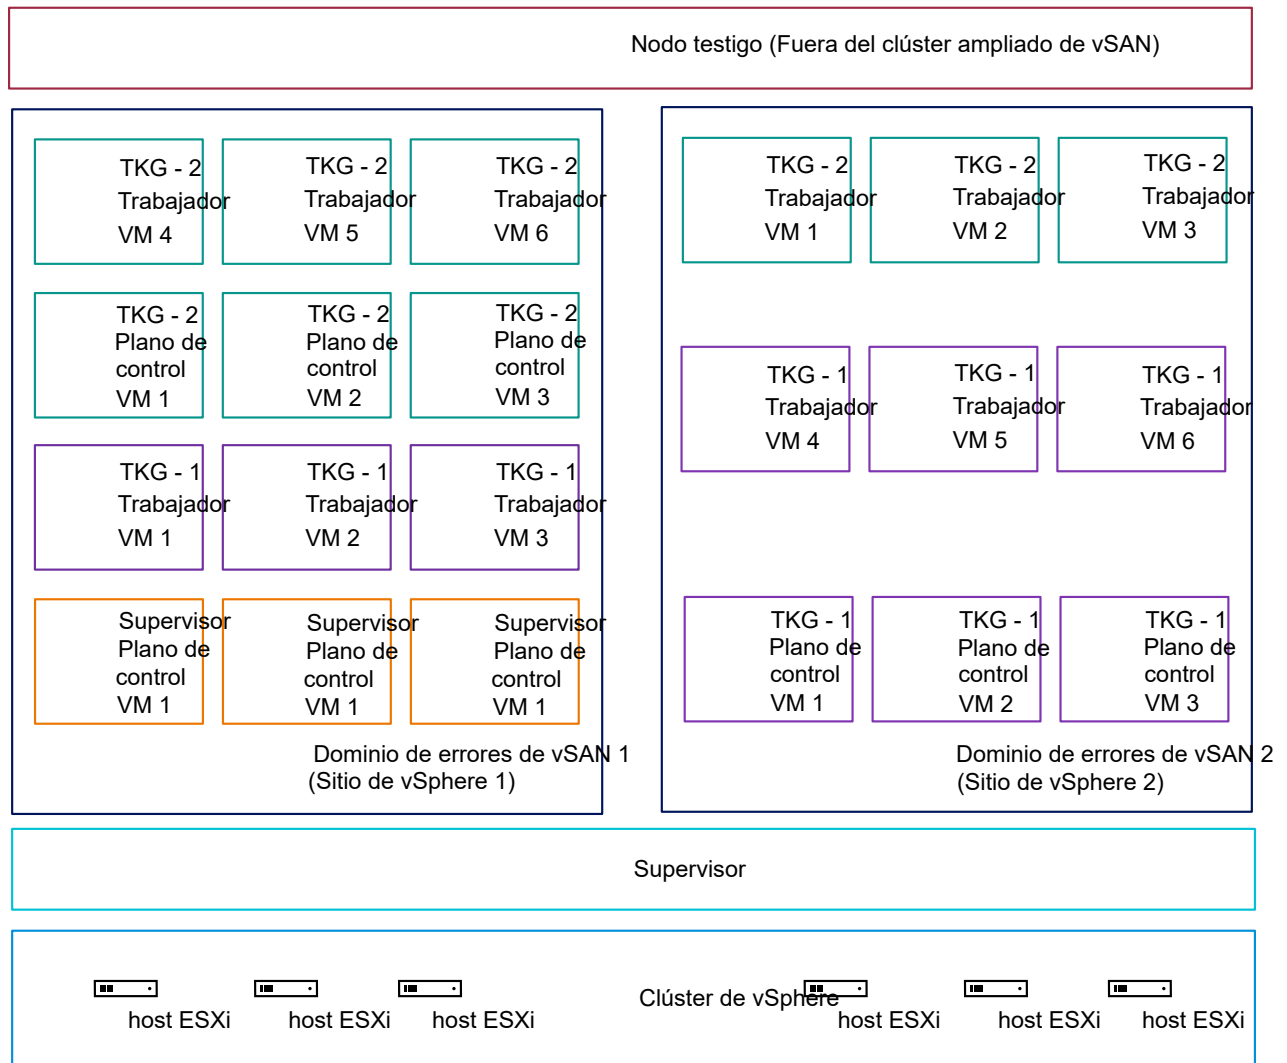 Nodo testigo (Fuera del clúster ampliado de vSAN)
TKG - 2
Trabajador
VM 4
TKG - 2
Trabajador
VM 5
TKG - 2
Trabajador
VM 6
TKG - 2
Plano de
control
VM 1
TKG - 2
Plano de
control
VM 2
TKG - 2
Plano de
control
VM 3
TKG - 1
Trabajador
VM 1
TKG - 1
Trabajador
VM 2
TKG - 1
Trabajador
VM 3
Supervisor
Plano de
control
VM 1
Supervisor
Plano de
control
VM 1
Supervisor
Plano de
control
VM 1
Dominio de errores de vSAN 1
(Sitio de vSphere 1)
TKG - 2
Trabajador
VM 1
TKG - 2
Trabajador
VM 2
TKG - 2
Trabajador
VM 3
TKG - 1
Trabajador
VM 4
TKG - 1
Trabajador
VM 5
TKG - 1
Trabajador
VM 6
TKG - 1
Plano de
control
VM 1
TKG - 1
Plano de
control
VM 2
TKG - 1
Plano de
control
VM 3
Dominio de errores de vSAN 2
(Sitio de vSphere 2)
Supervisor
Clúster de vSphere
host ESXi
host ESXi
host ESXi
host ESXi
host ESXi
host ESXi